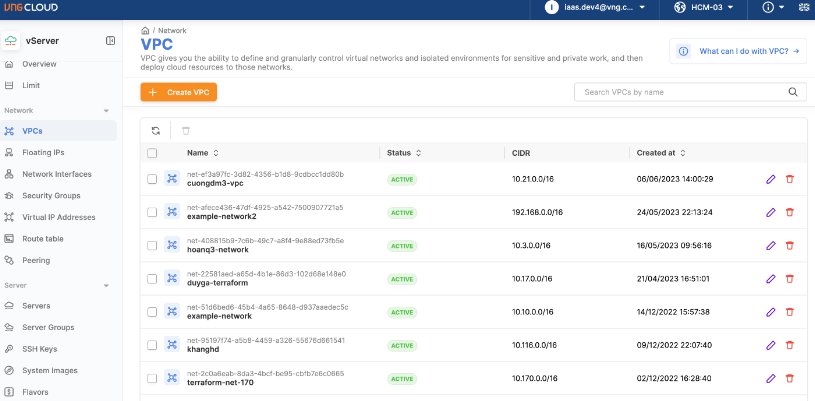 VNG CLOUD
iaas.dev4@vng.c...
HCM-03
vServer
Overview
Limit
Network
VPCs
Floating IPs
Network Interfaces
Security Groups
Virtual IP Addresses
Route table
Peering
Server
Servers
Server Groups
SSH Keys
System Images
Flavors
/ Network
VPC
VPC gives you the ability to define and granularly control virtual networks and isolated environments for sensitive and private work, and then
deploy cloud resources to those networks.
What can I do with VPC? →
+ Create VPC
Search VPCs by name
Name Status CIDR Created at
net-ef3a97fc-3d82-4356-b1d8-9cdbcc1dd80b
cuongdm3-vpc ACTIVE 10.21.0.0/16 06/06/2023 14:00:29
net-afece436-47df-4925-a542-7500907721a5
example-network2 ACTIVE 192.168.0.0/16 24/05/2023 22:13:24
net-408815b9-7c6b-49c7-a8f4-9e88ed73fb5e
hoanq3-network ACTIVE 10.3.0.0/16 16/05/2023 09:56:16
net-22581aed-a65d-4b1e-86d3-102d68e148e0
duyga-terraform ACTIVE 10.17.0.0/16 21/04/2023 16:51:01
net-51d6bed6-45b4-4a65-8648-d937aaedec5c
example-network ACTIVE 10.10.0.0/16 14/12/2022 15:57:38
net-95197f74-a5b8-4459-a326-55676d661541
khanghd ACTIVE 10.116.0.0/16 09/12/2022 22:07:40
net-2c0a6eab-8da3-4bcf-be95-cbfb7e6c0665
terraform-net-170 ACTIVE 10.170.0.0/16 02/12/2022 16:28:40